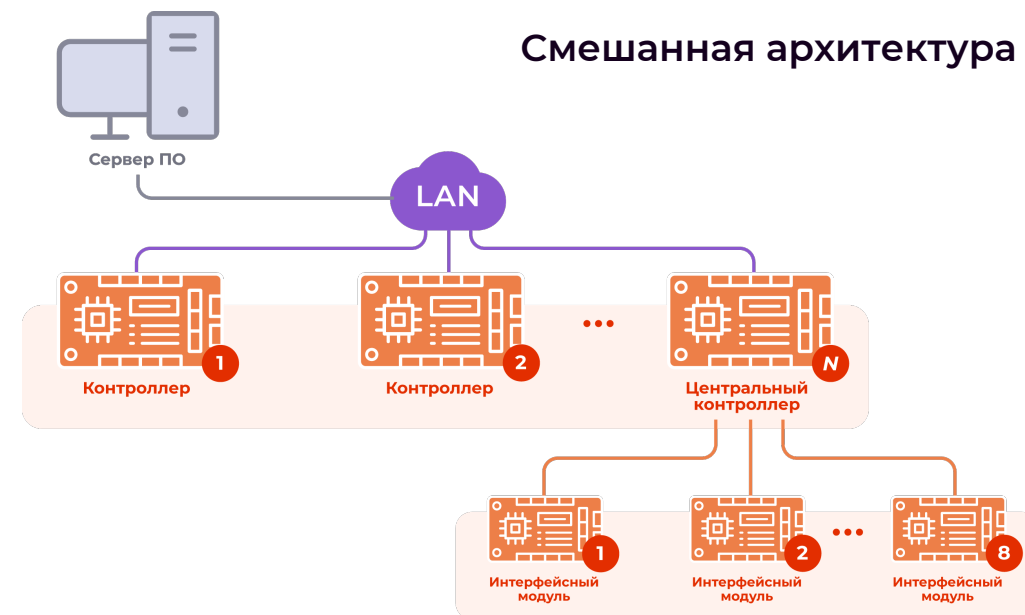 Смешанная архитектура
Сервер ПО
LAN
1
2
N
Контроллер
Контроллер
Центральный
контроллер
1
2
8
Интерфейсный
модуль
Интерфейсный
модуль
Интерфейсный
модуль